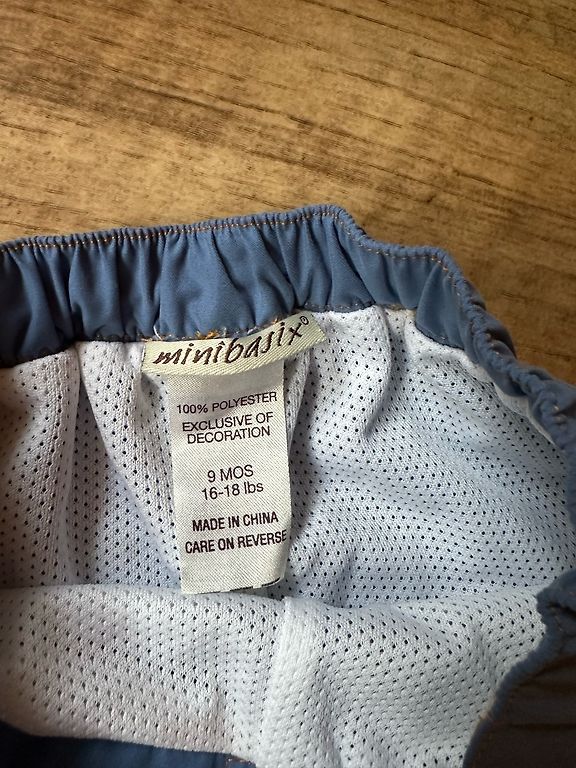 minibasix®
100% POLYESTER
EXCLUSIVE OF
DECORATION
9 MOS
16-18 lbs
MADE IN CHINA
CARE ON REVERSE